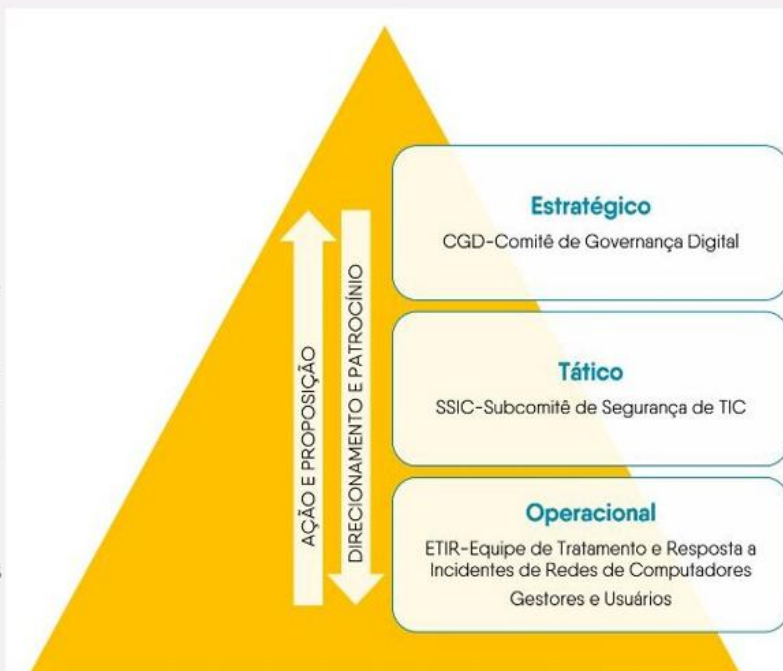 Estratégico
CGD-Comitê de Governança Digital
AÇÃO E PROPOSIÇÃO
DIRECIONAMENTO E PATROCÍNIO
Tático
SSIC-Subcomitê de Segurança de TIC
Operacional
ETIR-Equipe de Tratamento e Resposta a
Incidentes de Redes de Computadores
Gestores e Usuários